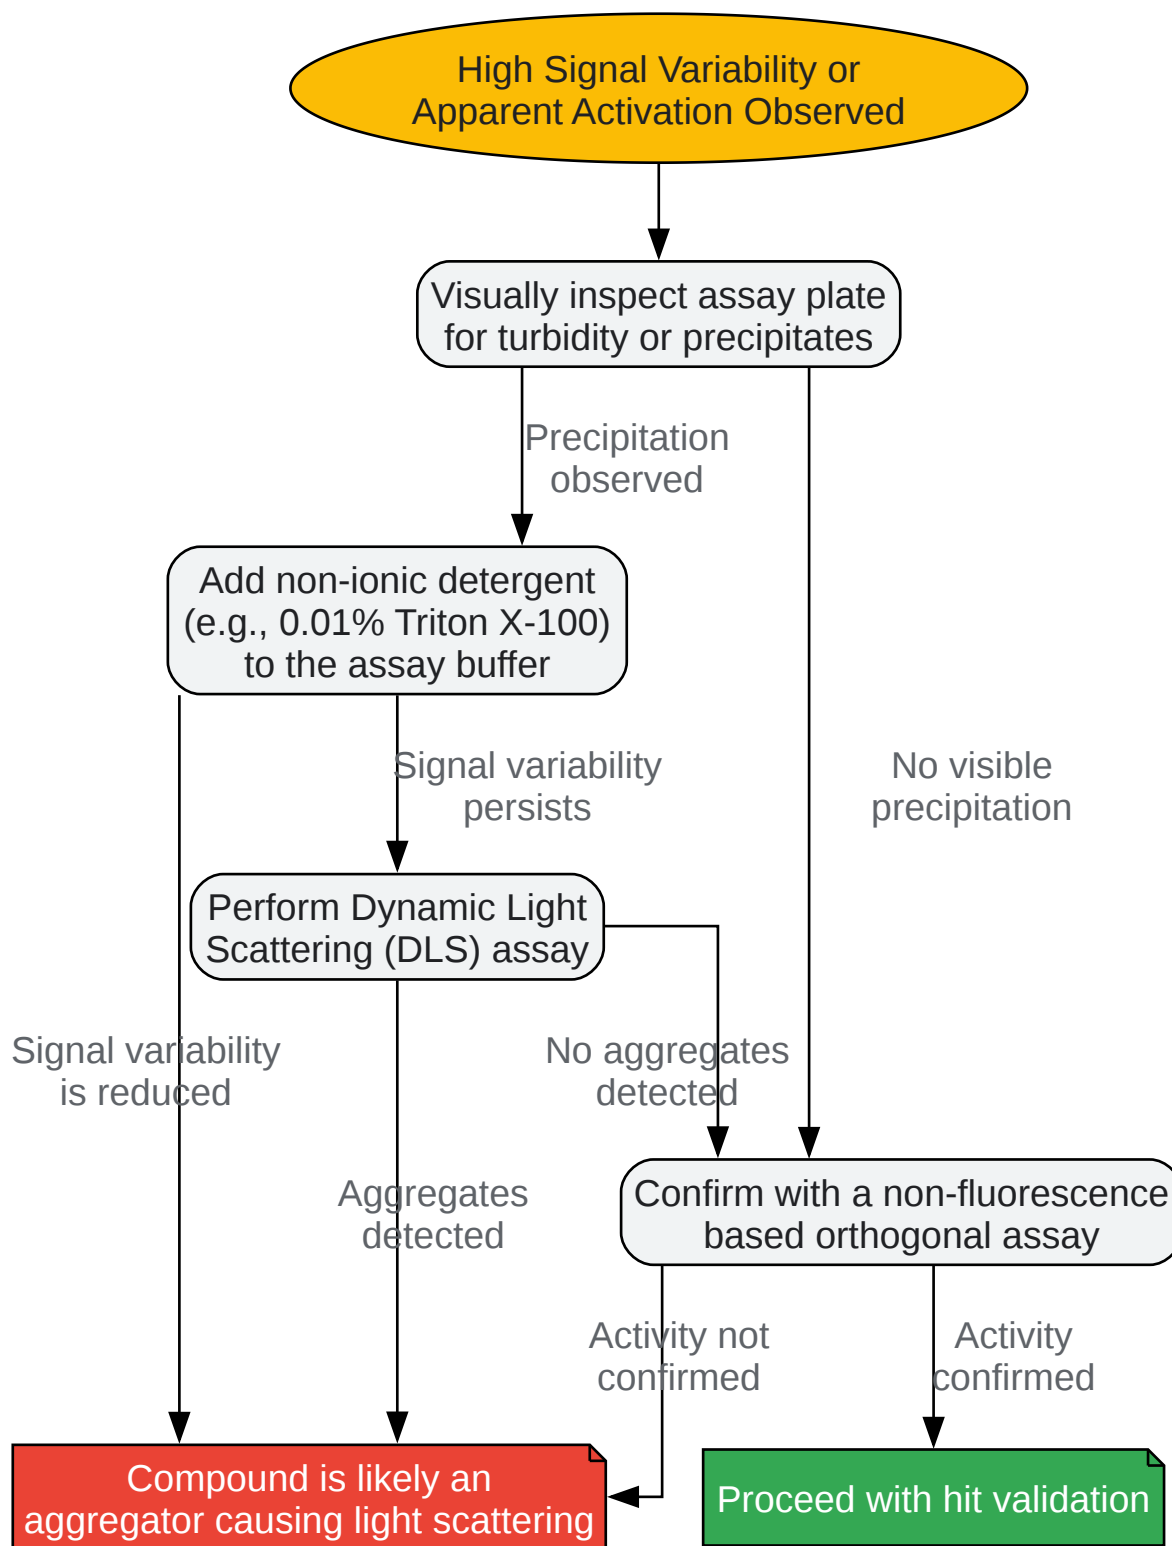 High Signal Variability or
Apparent Activation Observed
Visually inspect assay plate
for turbidity or precipitates
Precipitation
observed
Add non-ionic detergent
(e.g., 0.01% Triton X-100)
to the assay buffer
Signal variability
persists
No visible
precipitation
Perform Dynamic Light
Scattering (DLS) assay
Signal variability
is reduced
No aggregates
detected
Aggregates
detected
Confirm with a non-fluorescence
based orthogonal assay
Activity not
confirmed
Activity
confirmed
Compound is likely an
aggregator causing light scattering
Proceed with hit validation